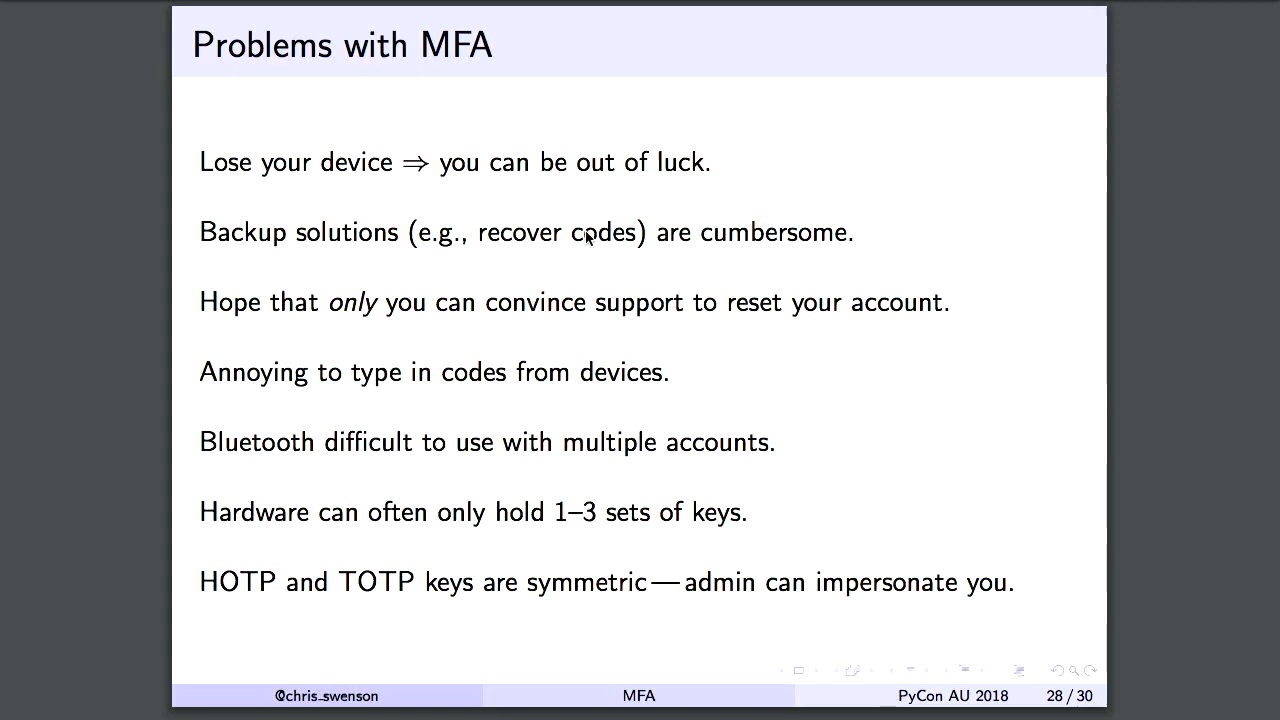 Problems with MFA
Lose your device ⇒ you can be out of luck.
Backup solutions (e.g., recover codes) are cumbersome.
Hope that only you can convince support to reset your account.
Annoying to type in codes from devices.
Bluetooth difficult to use with multiple accounts.
Hardware can often only hold 1–3 sets of keys.
HOTP and TOTP keys are symmetric — admin can impersonate you.
@chris_swenson MFA PyCon AU 2018 28 / 30